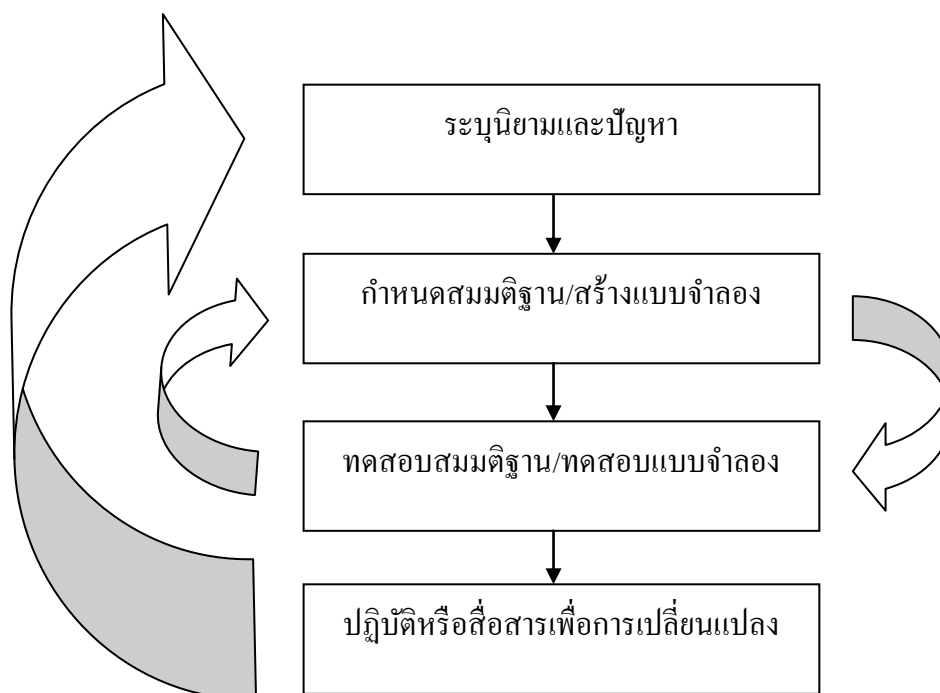 ระบุนิยามและปัญหา
กำหนดสมมติฐาน/สร้างแบบจำลอง
ทดสอบสมมติฐาน/ทดสอบแบบจำลอง
ปฏิบัติหรือสื่อสารเพื่อการเปลี่ยนแปลง